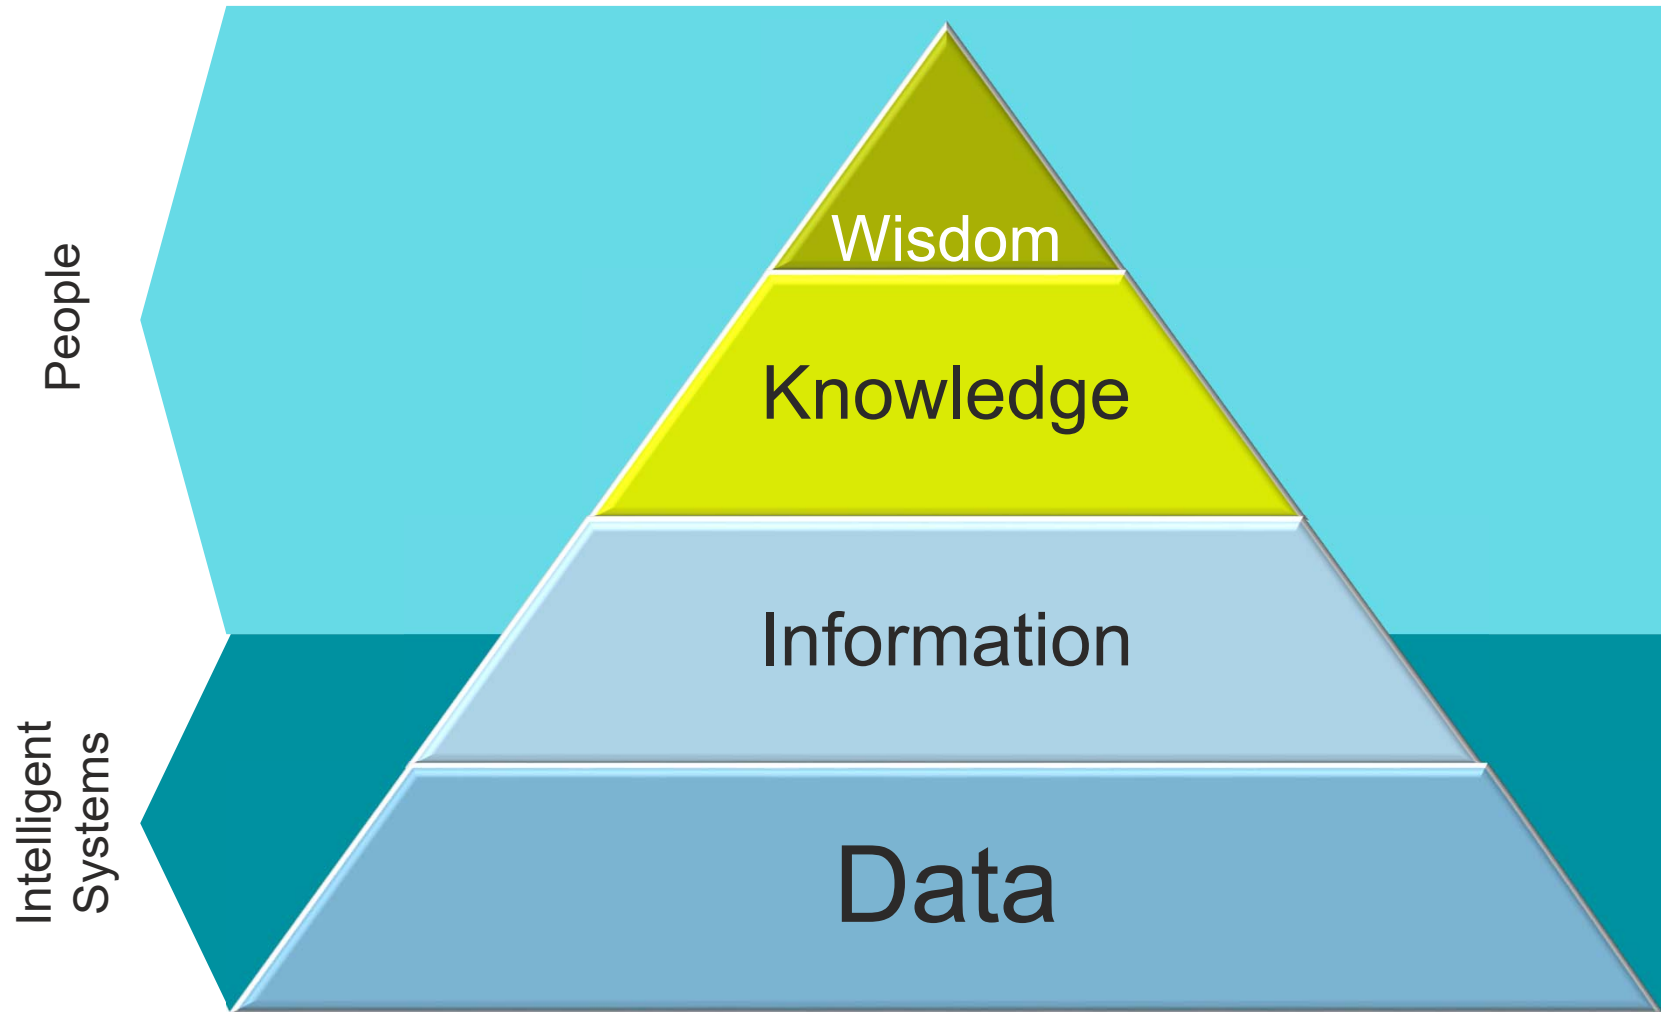 People
Wisdom
Knowledge
Information
Intelligent
Systems
Data